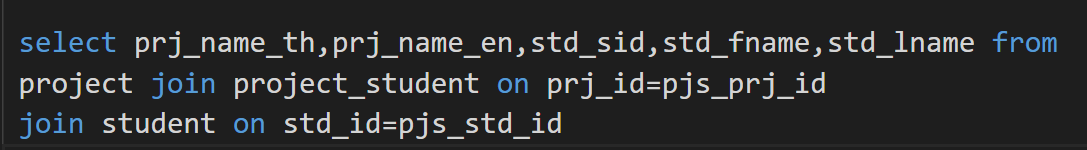 select prj_name_th,prj_name_en,std_sid,std_fname,std_lname from
project join project_student on prj_id=pjs_prj_id
join student on std_id=pjs_std_id